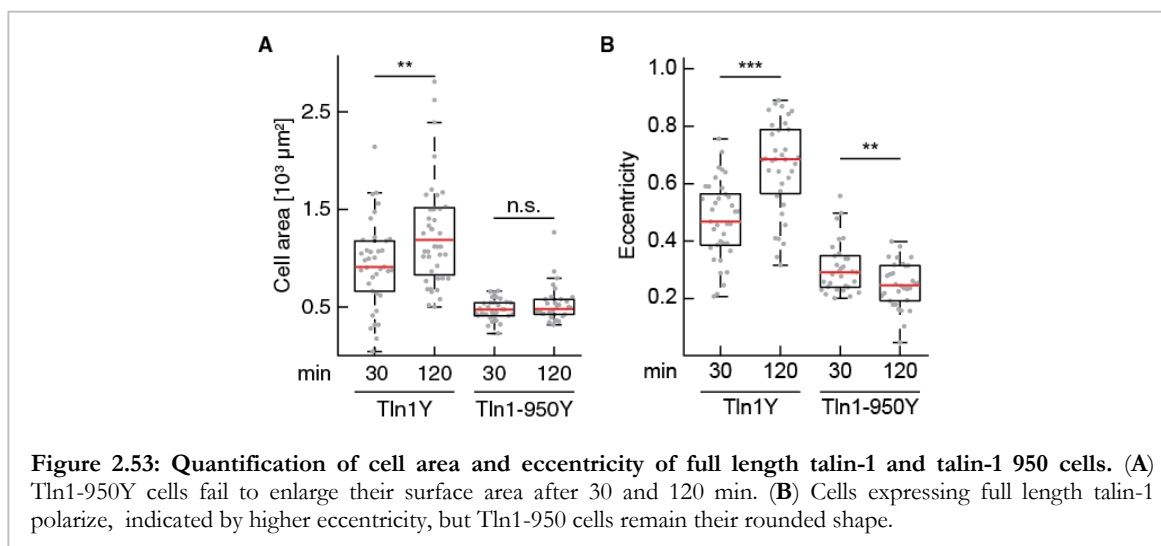 A
B
**
***
**
n.s.
Cell area [10³ µm²]
2.5
1.5
0.5
Eccentricity
1.0
0.8
0.6
0.4
0.2
min 30 120 30 120
Tln1Y Tln1-950Y
min 30 120 30 120
Tln1Y Tln1-950Y
Figure 2.53: Quantification of cell area and eccentricity of full length talin-1 and talin-1 950 cells. (A)
Tln1-950Y cells fail to enlarge their surface area after 30 and 120 min. (B) Cells expressing full length talin-1
polarize, indicated by higher eccentricity, but Tln1-950 cells remain their rounded shape.